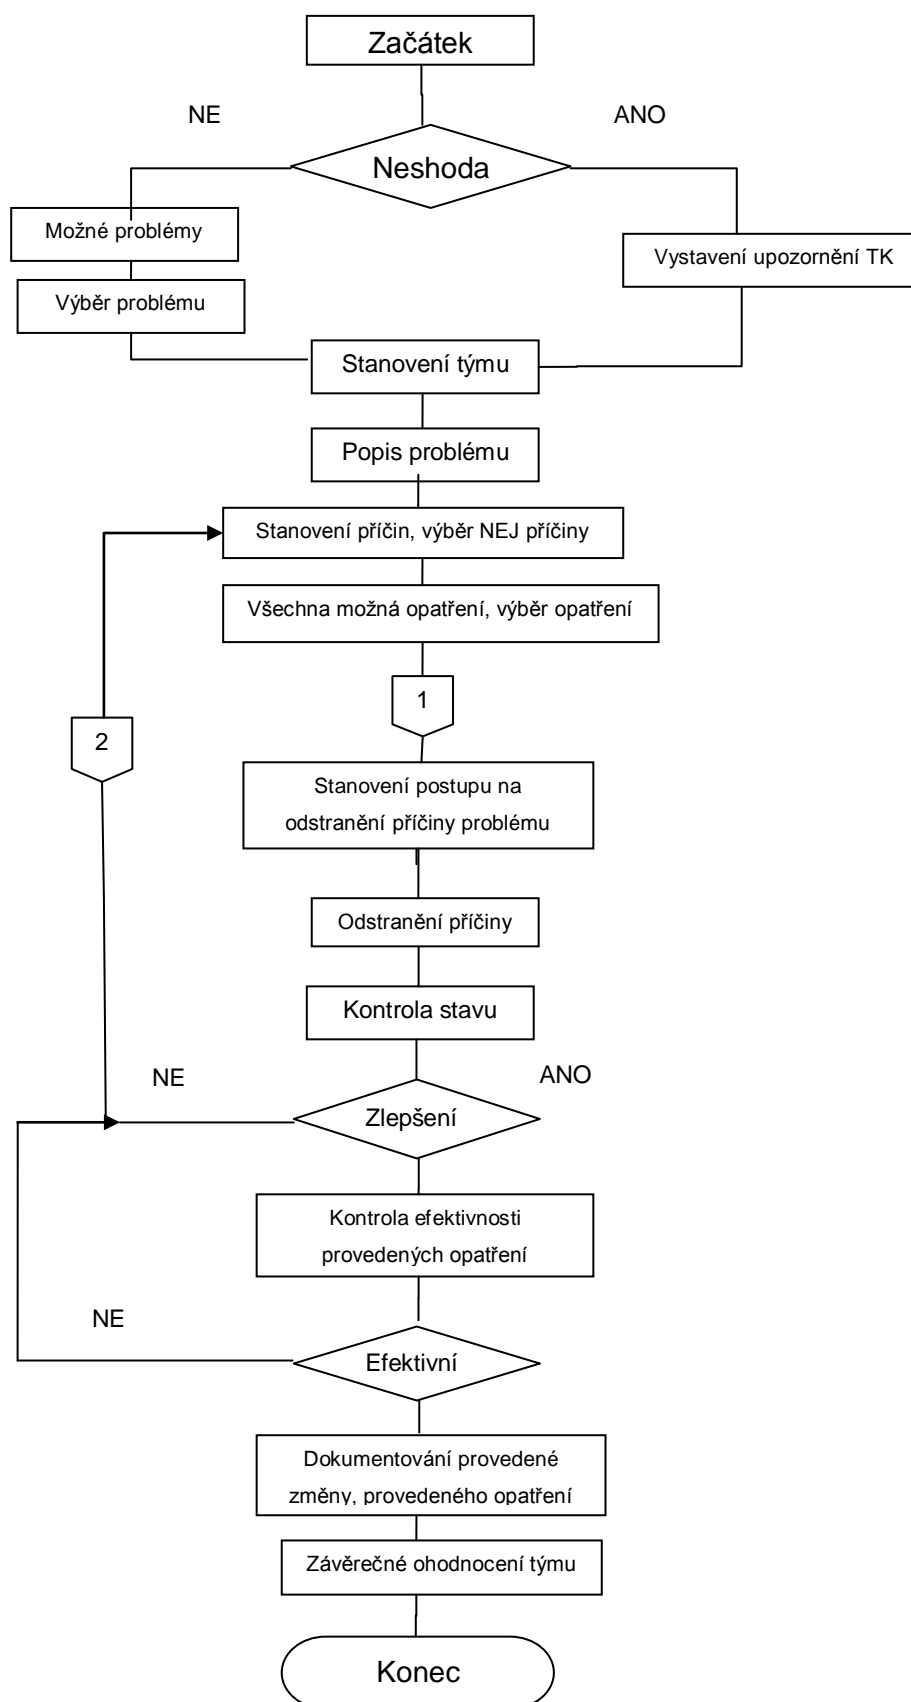 Začátek
NE
ANO
Neshoda
Možné problémy
Vystavení upozornění TK
Výběr problému
Stanovení týmu
Popis problému
Stanovení příčin, výběr NEJ příčiny
Všechna možná opatření, výběr opatření
1
2
Stanovení postupu na
odstranění příčiny problému
Odstranění příčiny
Kontrola stavu
NE
ANO
Zlepšení
Kontrola efektivnosti
provedených opatření
NE
Efektivní
Dokumentování provedené
změny, provedeného opatření
Závěrečné ohodnocení týmu
Konec